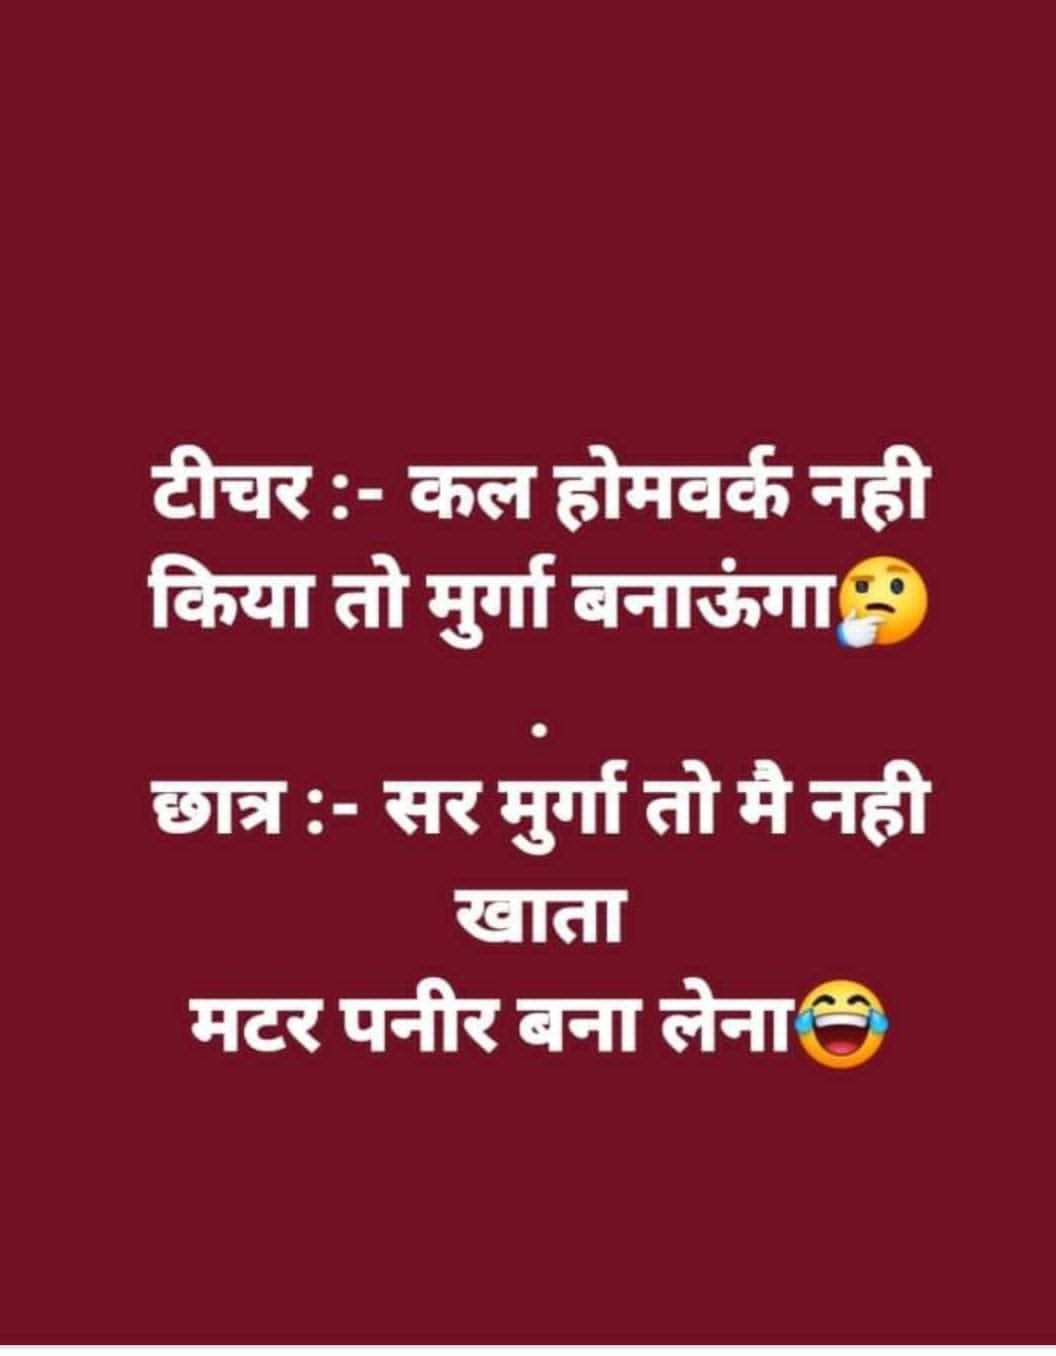 टीचर :- कल होमवर्क नही
किया तो मुर्गा बनाऊंगा🤔
.
छात्र :- सर मुर्गा तो मै नही
खाता
मटर पनीर बना लेना😂